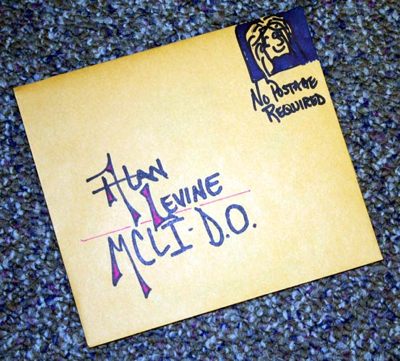 No Postage
Required
Alan
Levine
MCLI-D.O.